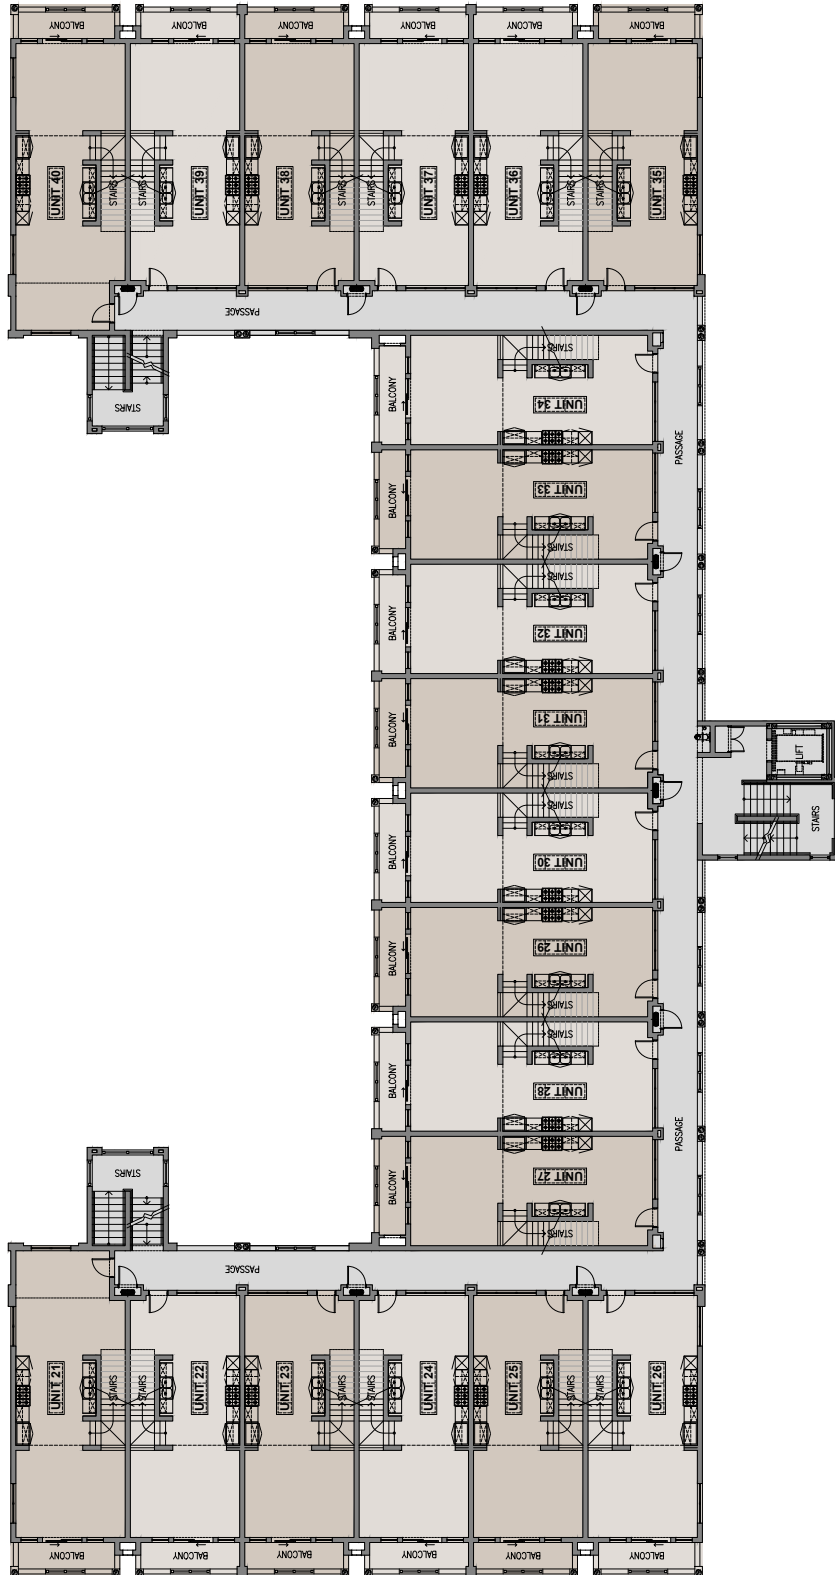 BALCONY
BALCONY
BALCONY
BALCONY
BALCONY
BALCONY
UNIT 40
STAIRS
STAIRS
UNIT 39
UNIT 38
STAIRS
STAIRS
UNIT 37
UNIT 36
STAIRS
STAIRS
UNIT 35
PASSAGE
STAIRS
STAIRS
BALCONY
UNIT 34
PASSAGE
BALCONY
UNIT 33
STAIRS
STAIRS
BALCONY
UNIT 32
BALCONY
UNIT 31
STAIRS
LIFT
STAIRS
STAIRS
BALCONY
UNIT 30
BALCONY
UNIT 29
STAIRS
STAIRS
BALCONY
UNIT 28
PASSAGE
STAIRS
BALCONY
UNIT 27
STAIRS
PASSAGE
UNIT 21
STAIRS
STAIRS
UNIT 22
UNIT 23
STAIRS
STAIRS
UNIT 24
UNIT 25
STAIRS
STAIRS
UNIT 26
BALCONY
BALCONY
BALCONY
BALCONY
BALCONY
BALCONY